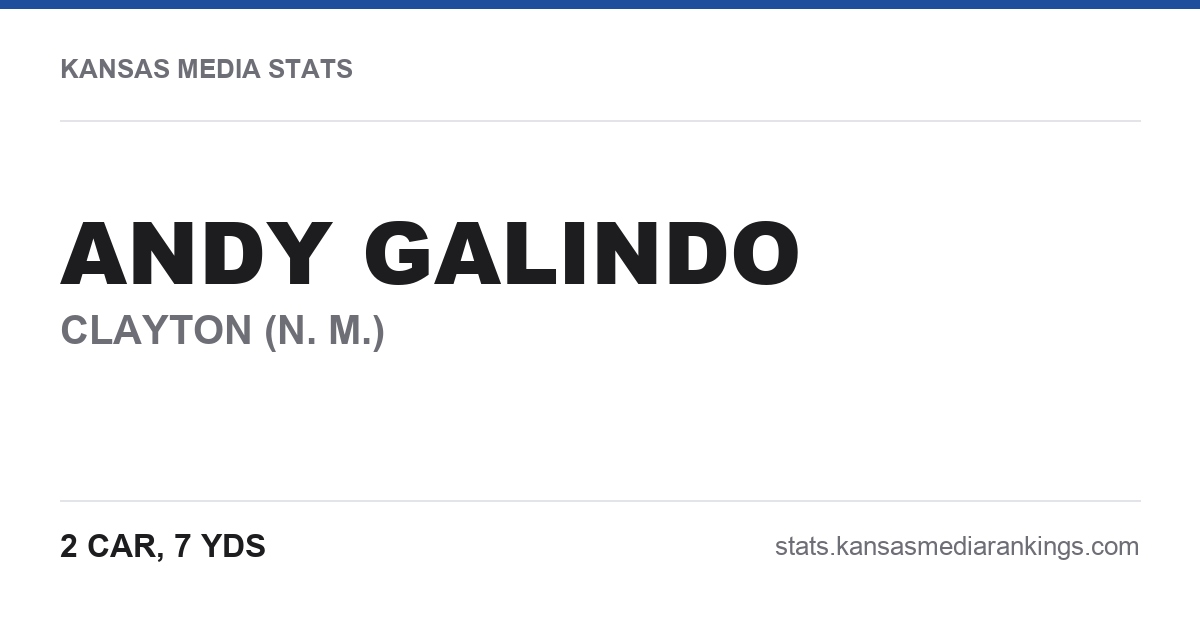 KANSAS MEDIA STATS
ANDY GALINDO
CLAYTON (N. M.)
2 CAR, 7 YDS
stats.kansasmediarankings.com